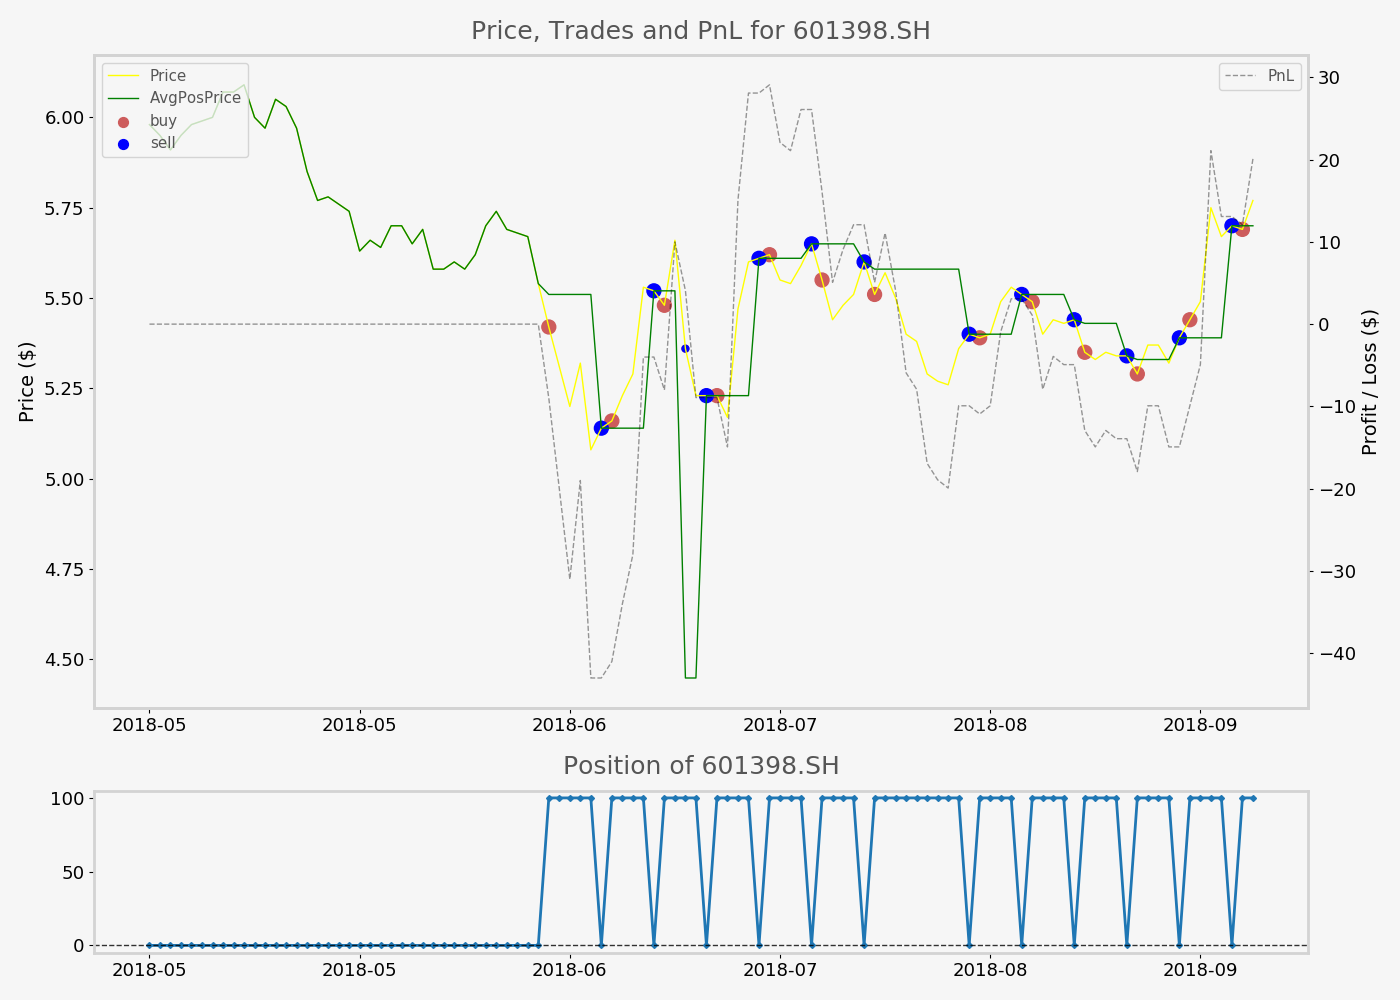 Price, Trades and PnL for 601398.SH
Price
AvgPosPrice
buy
sell
PnL
Price ($)
6.00
5.75
5.50
5.25
5.00
4.75
4.50
30
20
10
0
−10
−20
−30
−40
Profit / Loss ($)
2018-05 2018-05 2018-06 2018-07 2018-08 2018-09
Position of 601398.SH
100
50
0
2018-05 2018-05 2018-06 2018-07 2018-08 2018-09